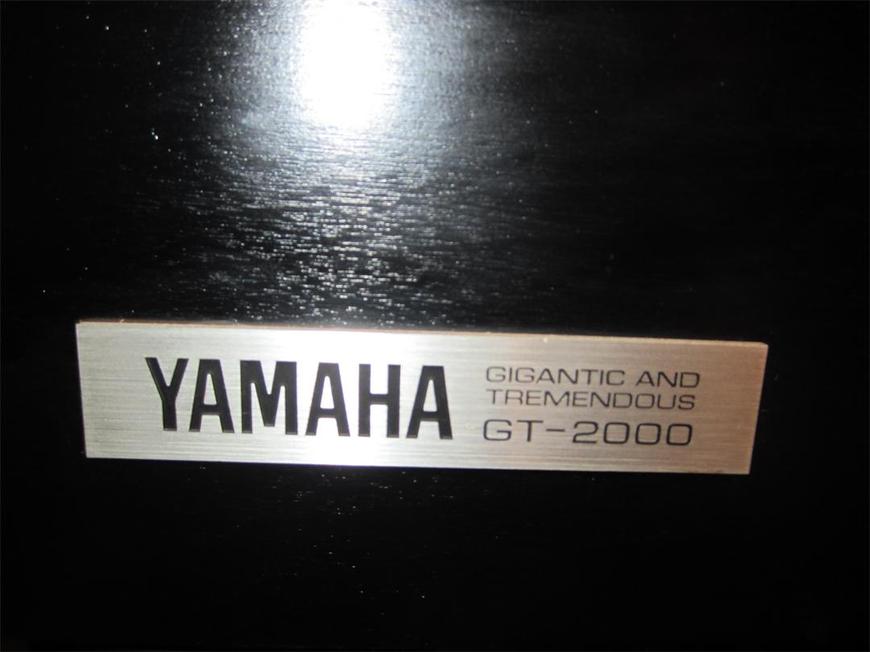 YAMAHA
GIGANTIC AND
TREMENDOUS
GT-2000